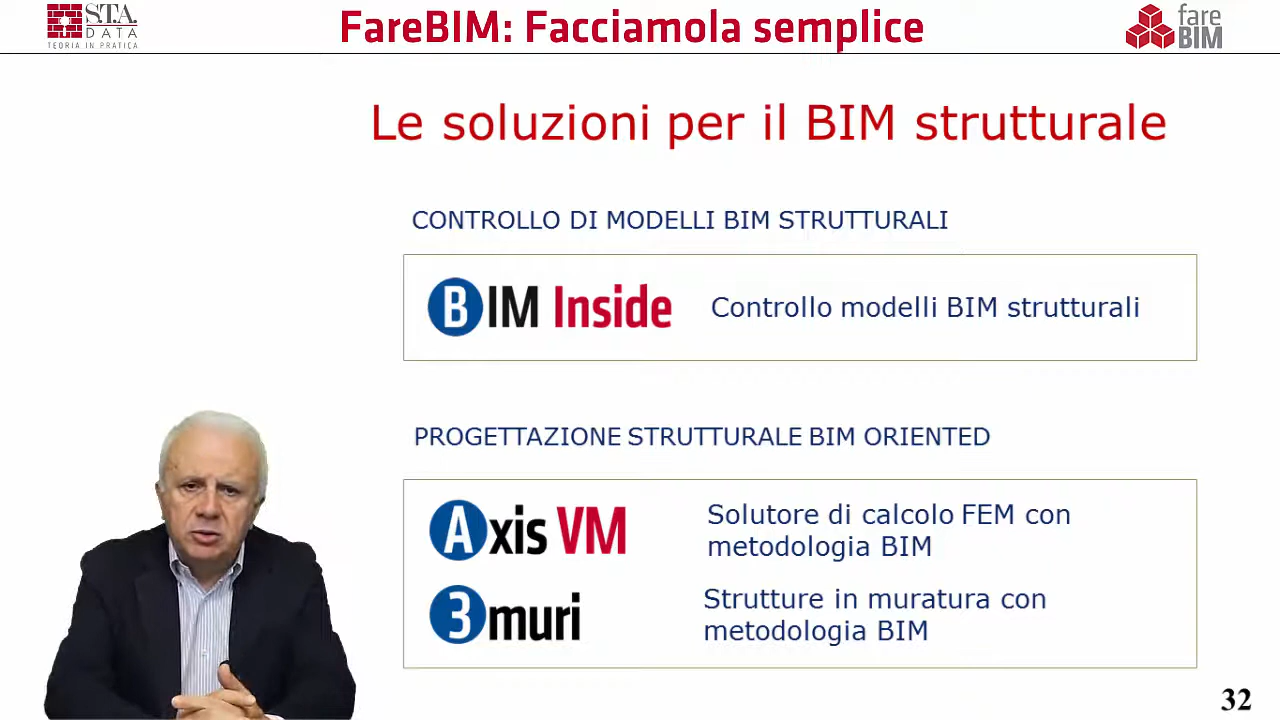 S.T.A.
DATA
TEORIA IN PRATICA
FareBIM: Facciamola semplice
fare
BIM
Le soluzioni per il BIM strutturale
CONTROLLO DI MODELLI BIM STRUTTURALI
BIM Inside
Controllo modelli BIM strutturali
PROGETTAZIONE STRUTTURALE BIM ORIENTED
Axis VM
Solutore di calcolo FEM con
metodologia BIM
3muri
Strutture in muratura con
metodologia BIM
32